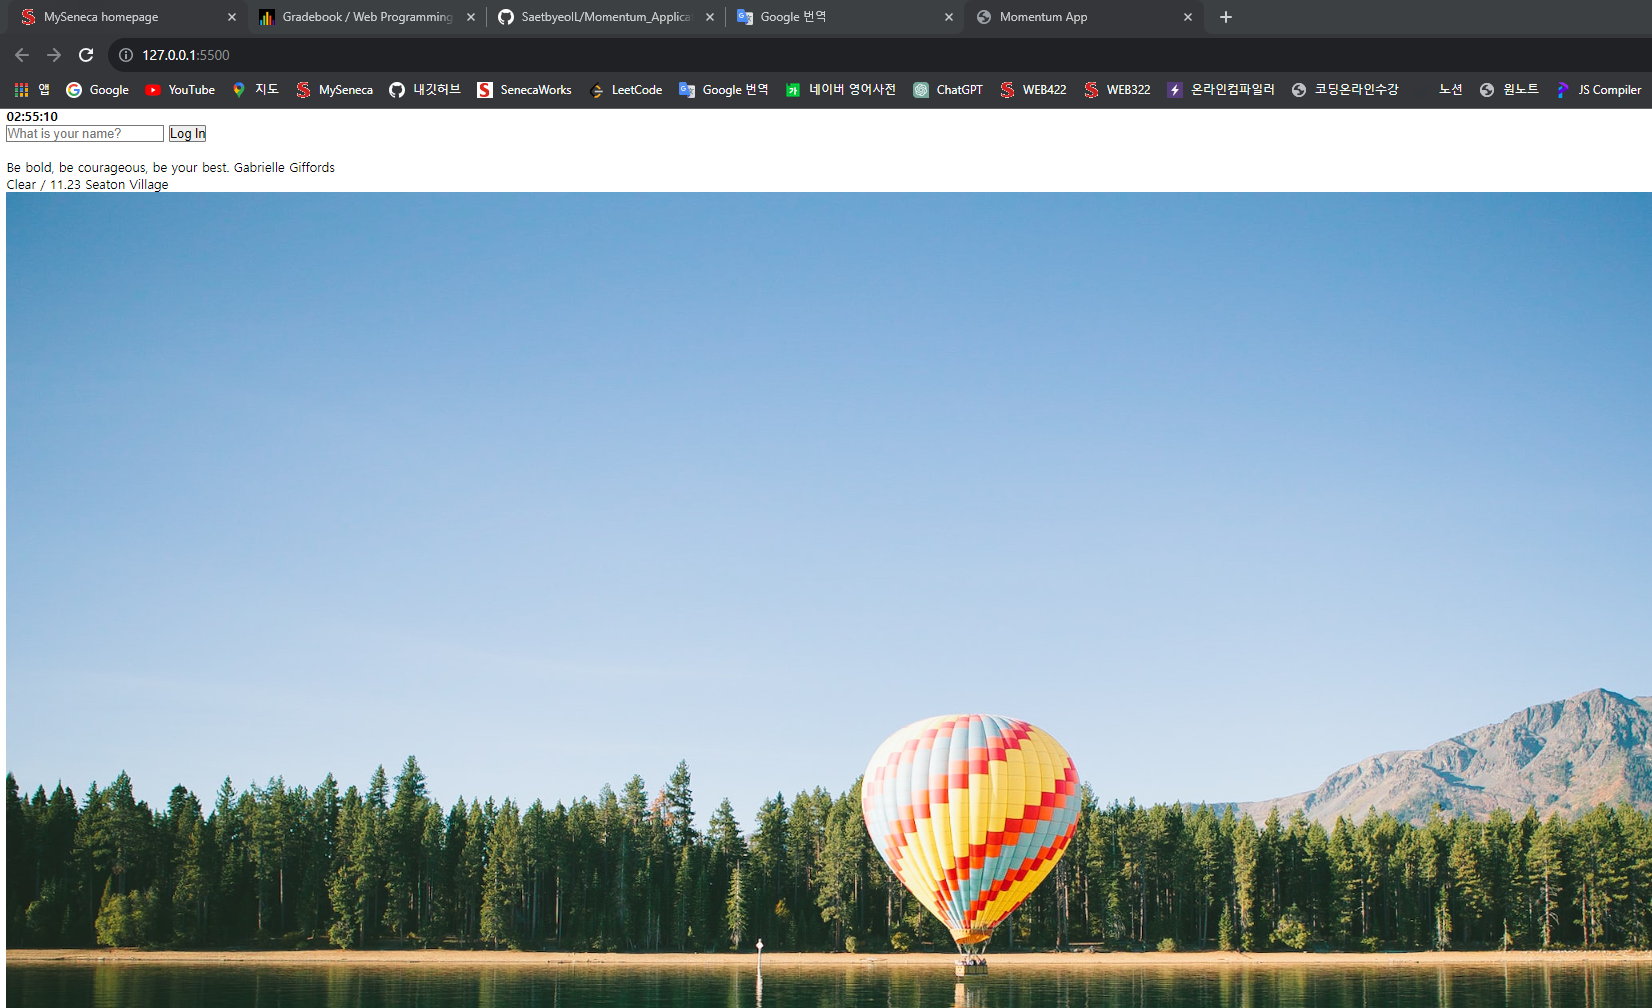 MySeneca homepage
Gradebook / Web Programming
SaetbyeolL/Momentum_Applica
Google 번역
Momentum App
127.0.0.1:5500
앱 Google YouTube 지도 MySeneca 내깃허브 SenecaWorks LeetCode Google 번역 네이버 영어사전 ChatGPT WEB422 WEB322 온라인컴파일러 코딩온라인수강 노션 원노트 JS Compiler
02:55:10
What is your name? Log In
Be bold, be courageous, be your best. Gabrielle Giffords
Clear / 11.23 Seaton Village